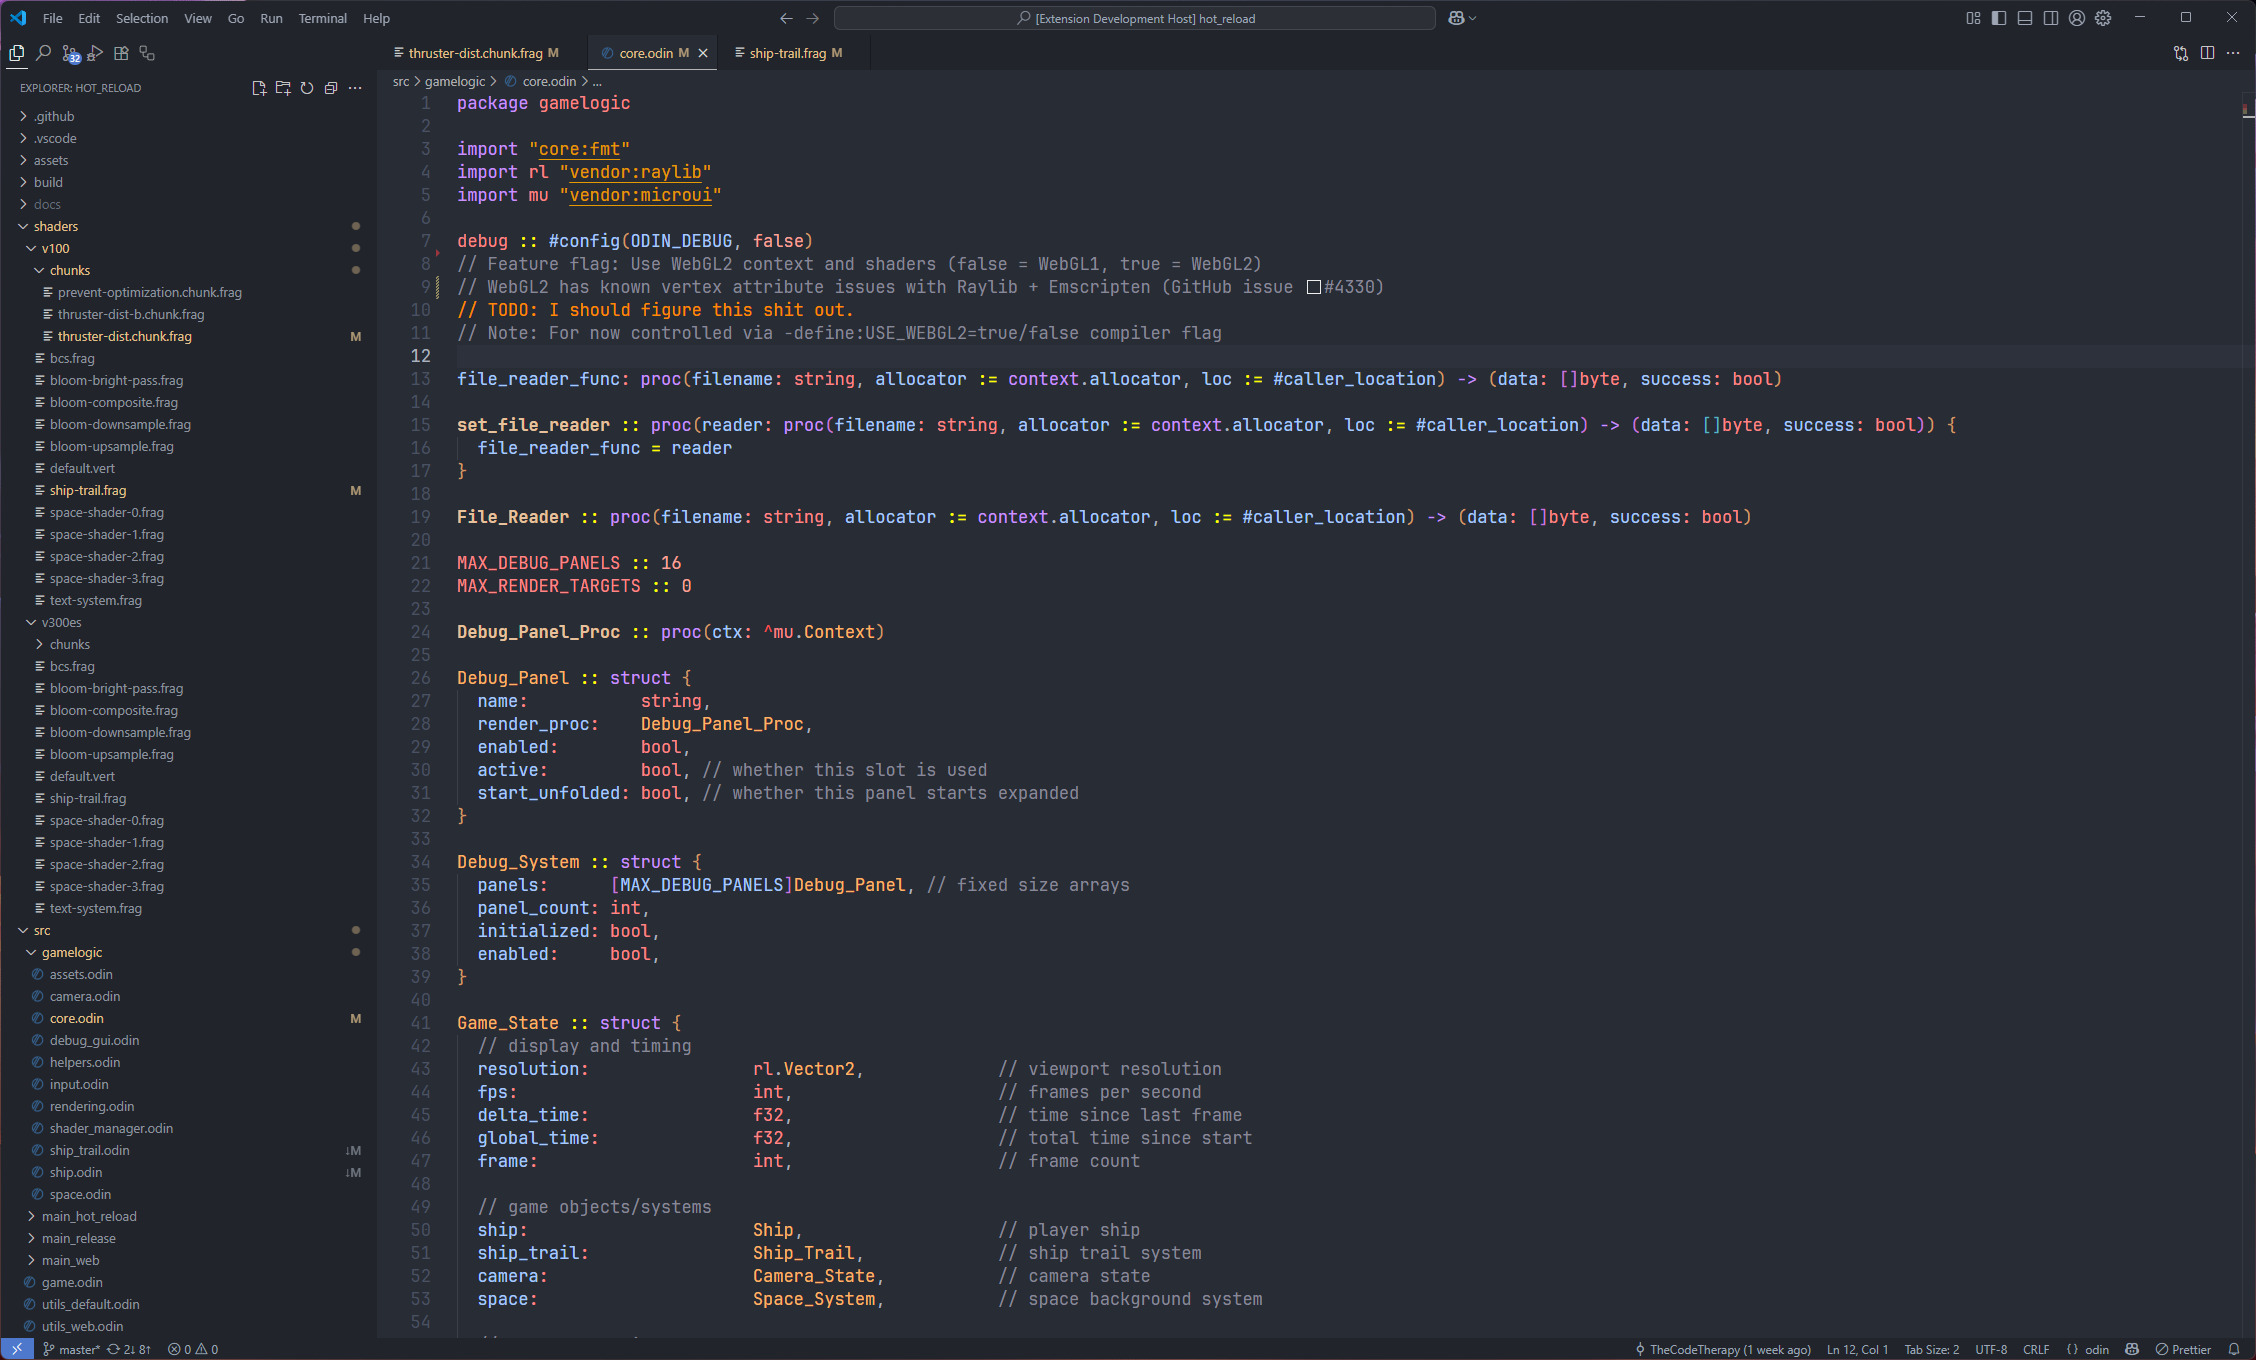 File Edit Selection View Go Run Terminal Help
[Extension Development Host] hot_reload
32
thruster-dist.chunk.frag M
core.odin M
ship-trail.frag M
EXPLORER: HOT_RELOAD
.github
.vscode
assets
build
docs
shaders
v100
chunks
prevent-optimization.chunk.frag
thruster-dist-b.chunk.frag
thruster-dist.chunk.frag M
bcs.frag
bloom-bright-pass.frag
bloom-composite.frag
bloom-downsample.frag
bloom-upsample.frag
default.vert
ship-trail.frag M
space-shader-0.frag
space-shader-1.frag
space-shader-2.frag
space-shader-3.frag
text-system.frag
v300es
chunks
bcs.frag
bloom-bright-pass.frag
bloom-composite.frag
bloom-downsample.frag
bloom-upsample.frag
default.vert
ship-trail.frag
space-shader-0.frag
space-shader-1.frag
space-shader-2.frag
space-shader-3.frag
text-system.frag
src
gamelogic
assets.odin
camera.odin
core.odin M
debug_gui.odin
helpers.odin
input.odin
rendering.odin
shader_manager.odin
ship_trail.odin ↓M
ship.odin ↓M
space.odin
main_hot_reload
main_release
main_web
game.odin
utils_default.odin
utils_web.odin
src > gamelogic > core.odin > ...
1 package gamelogic
2
3 import "core:fmt"
4 import rl "vendor:raylib"
5 import mu "vendor:microui"
6
7 debug :: #config(ODIN_DEBUG, false)
8 // Feature flag: Use WebGL2 context and shaders (false = WebGL1, true = WebGL2)
9 // WebGL2 has known vertex attribute issues with Raylib + Emscripten (GitHub issue #4330)
10 // TODO: I should figure this shit out.
11 // Note: For now controlled via -define:USE_WEBGL2=true/false compiler flag
12
13 file_reader_func: proc(filename: string, allocator := context.allocator, loc := #caller_location) -> (data: []byte, success: bool)
14
15 set_file_reader :: proc(reader: proc(filename: string, allocator := context.allocator, loc := #caller_location) -> (data: []byte, success: bool)) {
16   file_reader_func = reader
17 }
18
19 File_Reader :: proc(filename: string, allocator := context.allocator, loc := #caller_location) -> (data: []byte, success: bool)
20
21 MAX_DEBUG_PANELS :: 16
22 MAX_RENDER_TARGETS :: 0
23
24 Debug_Panel_Proc :: proc(ctx: ^mu.Context)
25
26 Debug_Panel :: struct {
27   name:           string,
28   render_proc:    Debug_Panel_Proc,
29   enabled:        bool,
30   active:         bool, // whether this slot is used
31   start_unfolded: bool, // whether this panel starts expanded
32 }
33
34 Debug_System :: struct {
35   panels:      [MAX_DEBUG_PANELS]Debug_Panel, // fixed size arrays
36   panel_count: int,
37   initialized: bool,
38   enabled:     bool,
39 }
40
41 Game_State :: struct {
42   // display and timing
43   resolution:                rl.Vector2,             // viewport resolution
44   fps:                       int,                    // frames per second
45   delta_time:                f32,                    // time since last frame
46   global_time:               f32,                    // total time since start
47   frame:                     int,                    // frame count
48
49   // game objects/systems
50   ship:                      Ship,                   // player ship
51   ship_trail:                Ship_Trail,             // ship trail system
52   camera:                    Camera_State,           // camera state
53   space:                     Space_System,           // space background system
54
master* 2↓ 8↑ 0 0
TheCodeTherapy (1 week ago) Ln 12, Col 1 Tab Size: 2 UTF-8 CRLF {} odin Prettier